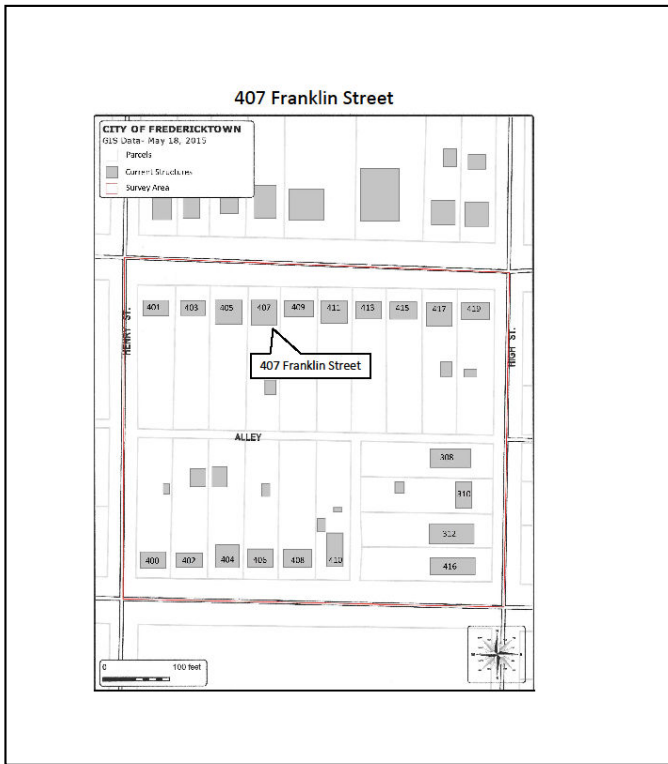 407 Franklin Street
CITY OF FREDERICKTOWN
GIS Data- May 18, 2015
Parcels
Current Structures
Survey Area
HENRY ST.
HIGH ST.
401 403 405 407 409 411 413 415 417 419
407 Franklin Street
ALLEY
308
310
312
400 402 404 406 408 410 416
0 100 feet